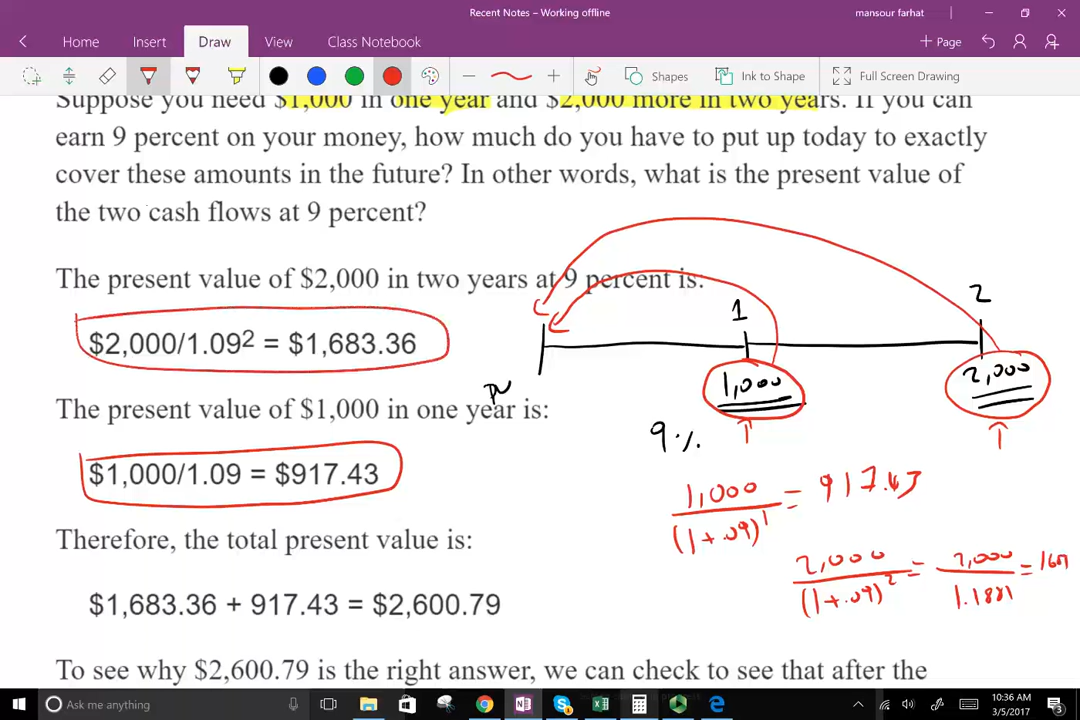 Recent Notes – Working offline
mansour farhat
Home Insert Draw View Class Notebook
Page
Shapes Ink to Shape Full Screen Drawing
Suppose you need $1,000 in one year and $2,000 more in two years. If you can
earn 9 percent on your money, how much do you have to put up today to exactly
cover these amounts in the future? In other words, what is the present value of
the two cash flows at 9 percent?
The present value of $2,000 in two years at 9 percent is:
1
2
$2,000/1.09² = $1,683.36
1,000
2,000
PV
The present value of $1,000 in one year is:
9%
$1,000/1.09 = $917.43
1,000
= 917.43
(1+.09)¹
Therefore, the total present value is:
2,000 = 2,000 =
(1+.09)² 1.1881
$1,683.36 + 917.43 = $2,600.79
To see why $2,600.79 is the right answer, we can check to see that after the
Ask me anything
10:36 AM
3/5/2017
3